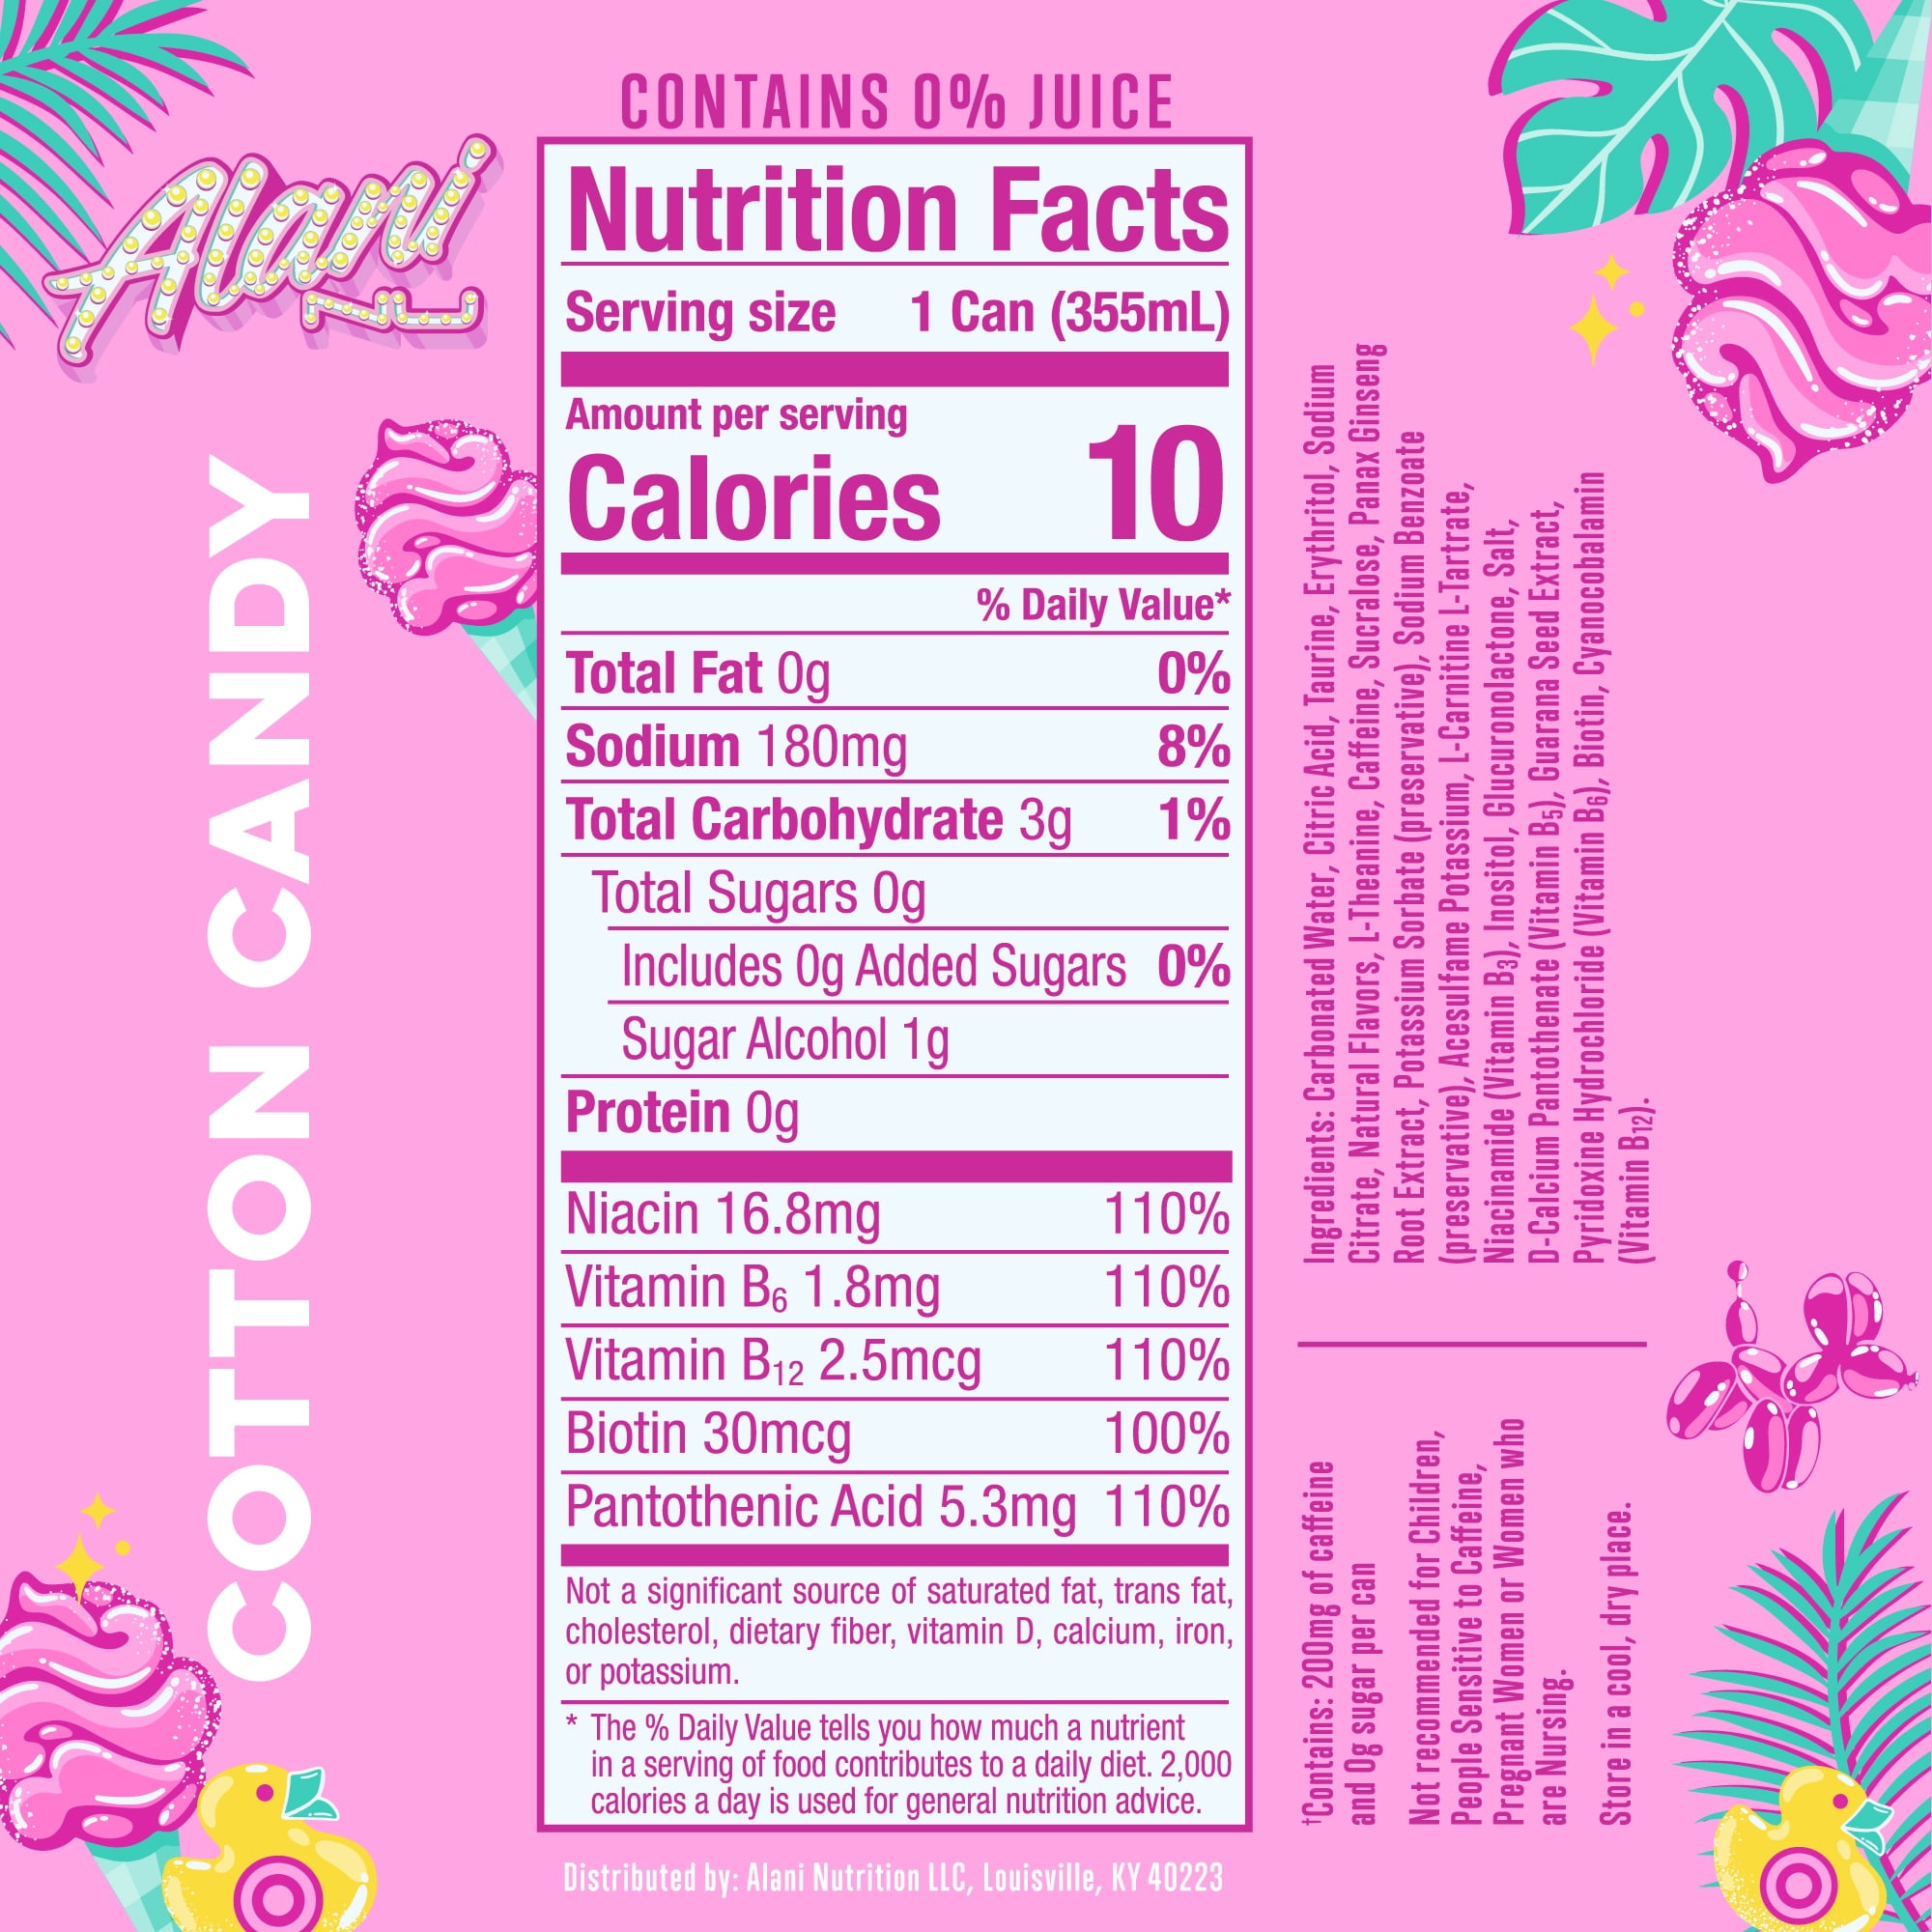 Alani
NU
COTTON CANDY
CONTAINS 0% JUICE
Nutrition Facts
Serving size 1 Can (355mL)
Amount per serving
Calories 10
% Daily Value*
Total Fat 0g 0%
Sodium 180mg 8%
Total Carbohydrate 3g 1%
Total Sugars 0g
Includes 0g Added Sugars 0%
Sugar Alcohol 1g
Protein 0g
Niacin 16.8mg 110%
Vitamin B₆ 1.8mg 110%
Vitamin B₁₂ 2.5mcg 110%
Biotin 30mcg 100%
Pantothenic Acid 5.3mg 110%
Not a significant source of saturated fat, trans fat,
cholesterol, dietary fiber, vitamin D, calcium, iron,
or potassium.
* The % Daily Value tells you how much a nutrient
in a serving of food contributes to a daily diet. 2,000
calories a day is used for general nutrition advice.
Distributed by: Alani Nutrition LLC, Louisville, KY 40223
Ingredients: Carbonated Water, Citric Acid, Taurine, Erythritol, Sodium
Citrate, Natural Flavors, L-Theanine, Caffeine, Sucralose, Panax Ginseng
Root Extract, Potassium Sorbate (preservative), Sodium Benzoate
(preservative), Acesulfame Potassium, L-Carnitine L-Tartrate,
Niacinamide (Vitamin B₃), Inositol, Glucuronolactone, Salt,
D-Calcium Pantothenate (Vitamin B₅), Guarana Seed Extract,
Pyridoxine Hydrochloride (Vitamin B₆), Biotin, Cyanocobalamin
(Vitamin B₁₂).
†Contains: 200mg of caffeine
and 0g sugar per can
Not recommended for Children,
People Sensitive to Caffeine,
Pregnant Women or Women who
are Nursing.
Store in a cool, dry place.